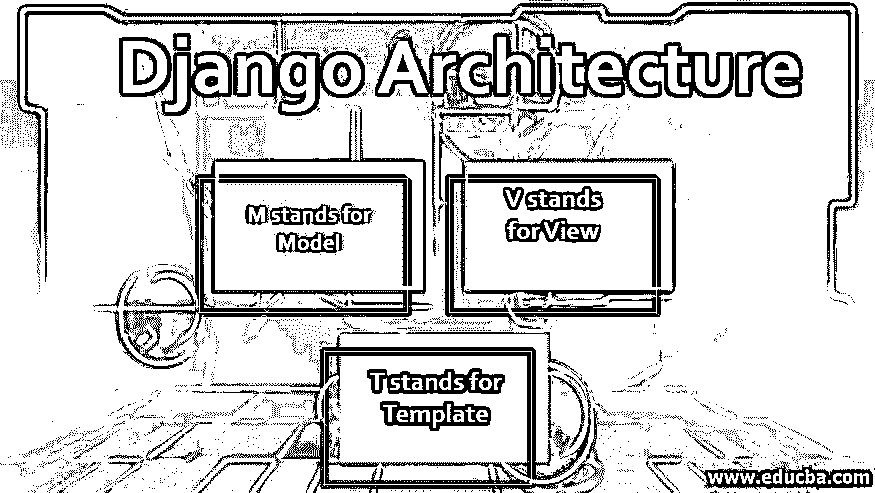 Django Architecture
M stands for
Model
V stands
for View
T stands for
Template
www.educba.com